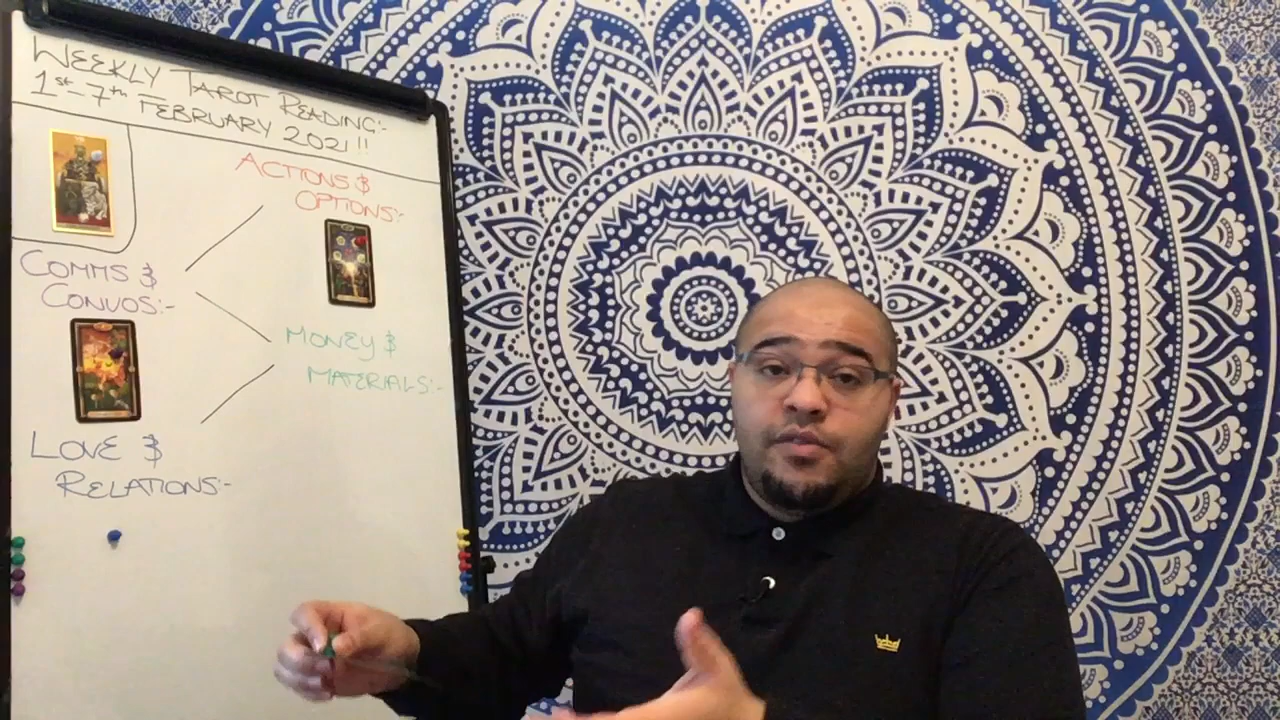 WEEKLY TAROT READING:-
1st-7th FEBRUARY 2021!!
ACTIONS &
OPTIONS:-
COMMS &
CONVOS:-
MONEY &
MATERIALS:-
LOVE &
RELATIONS:-